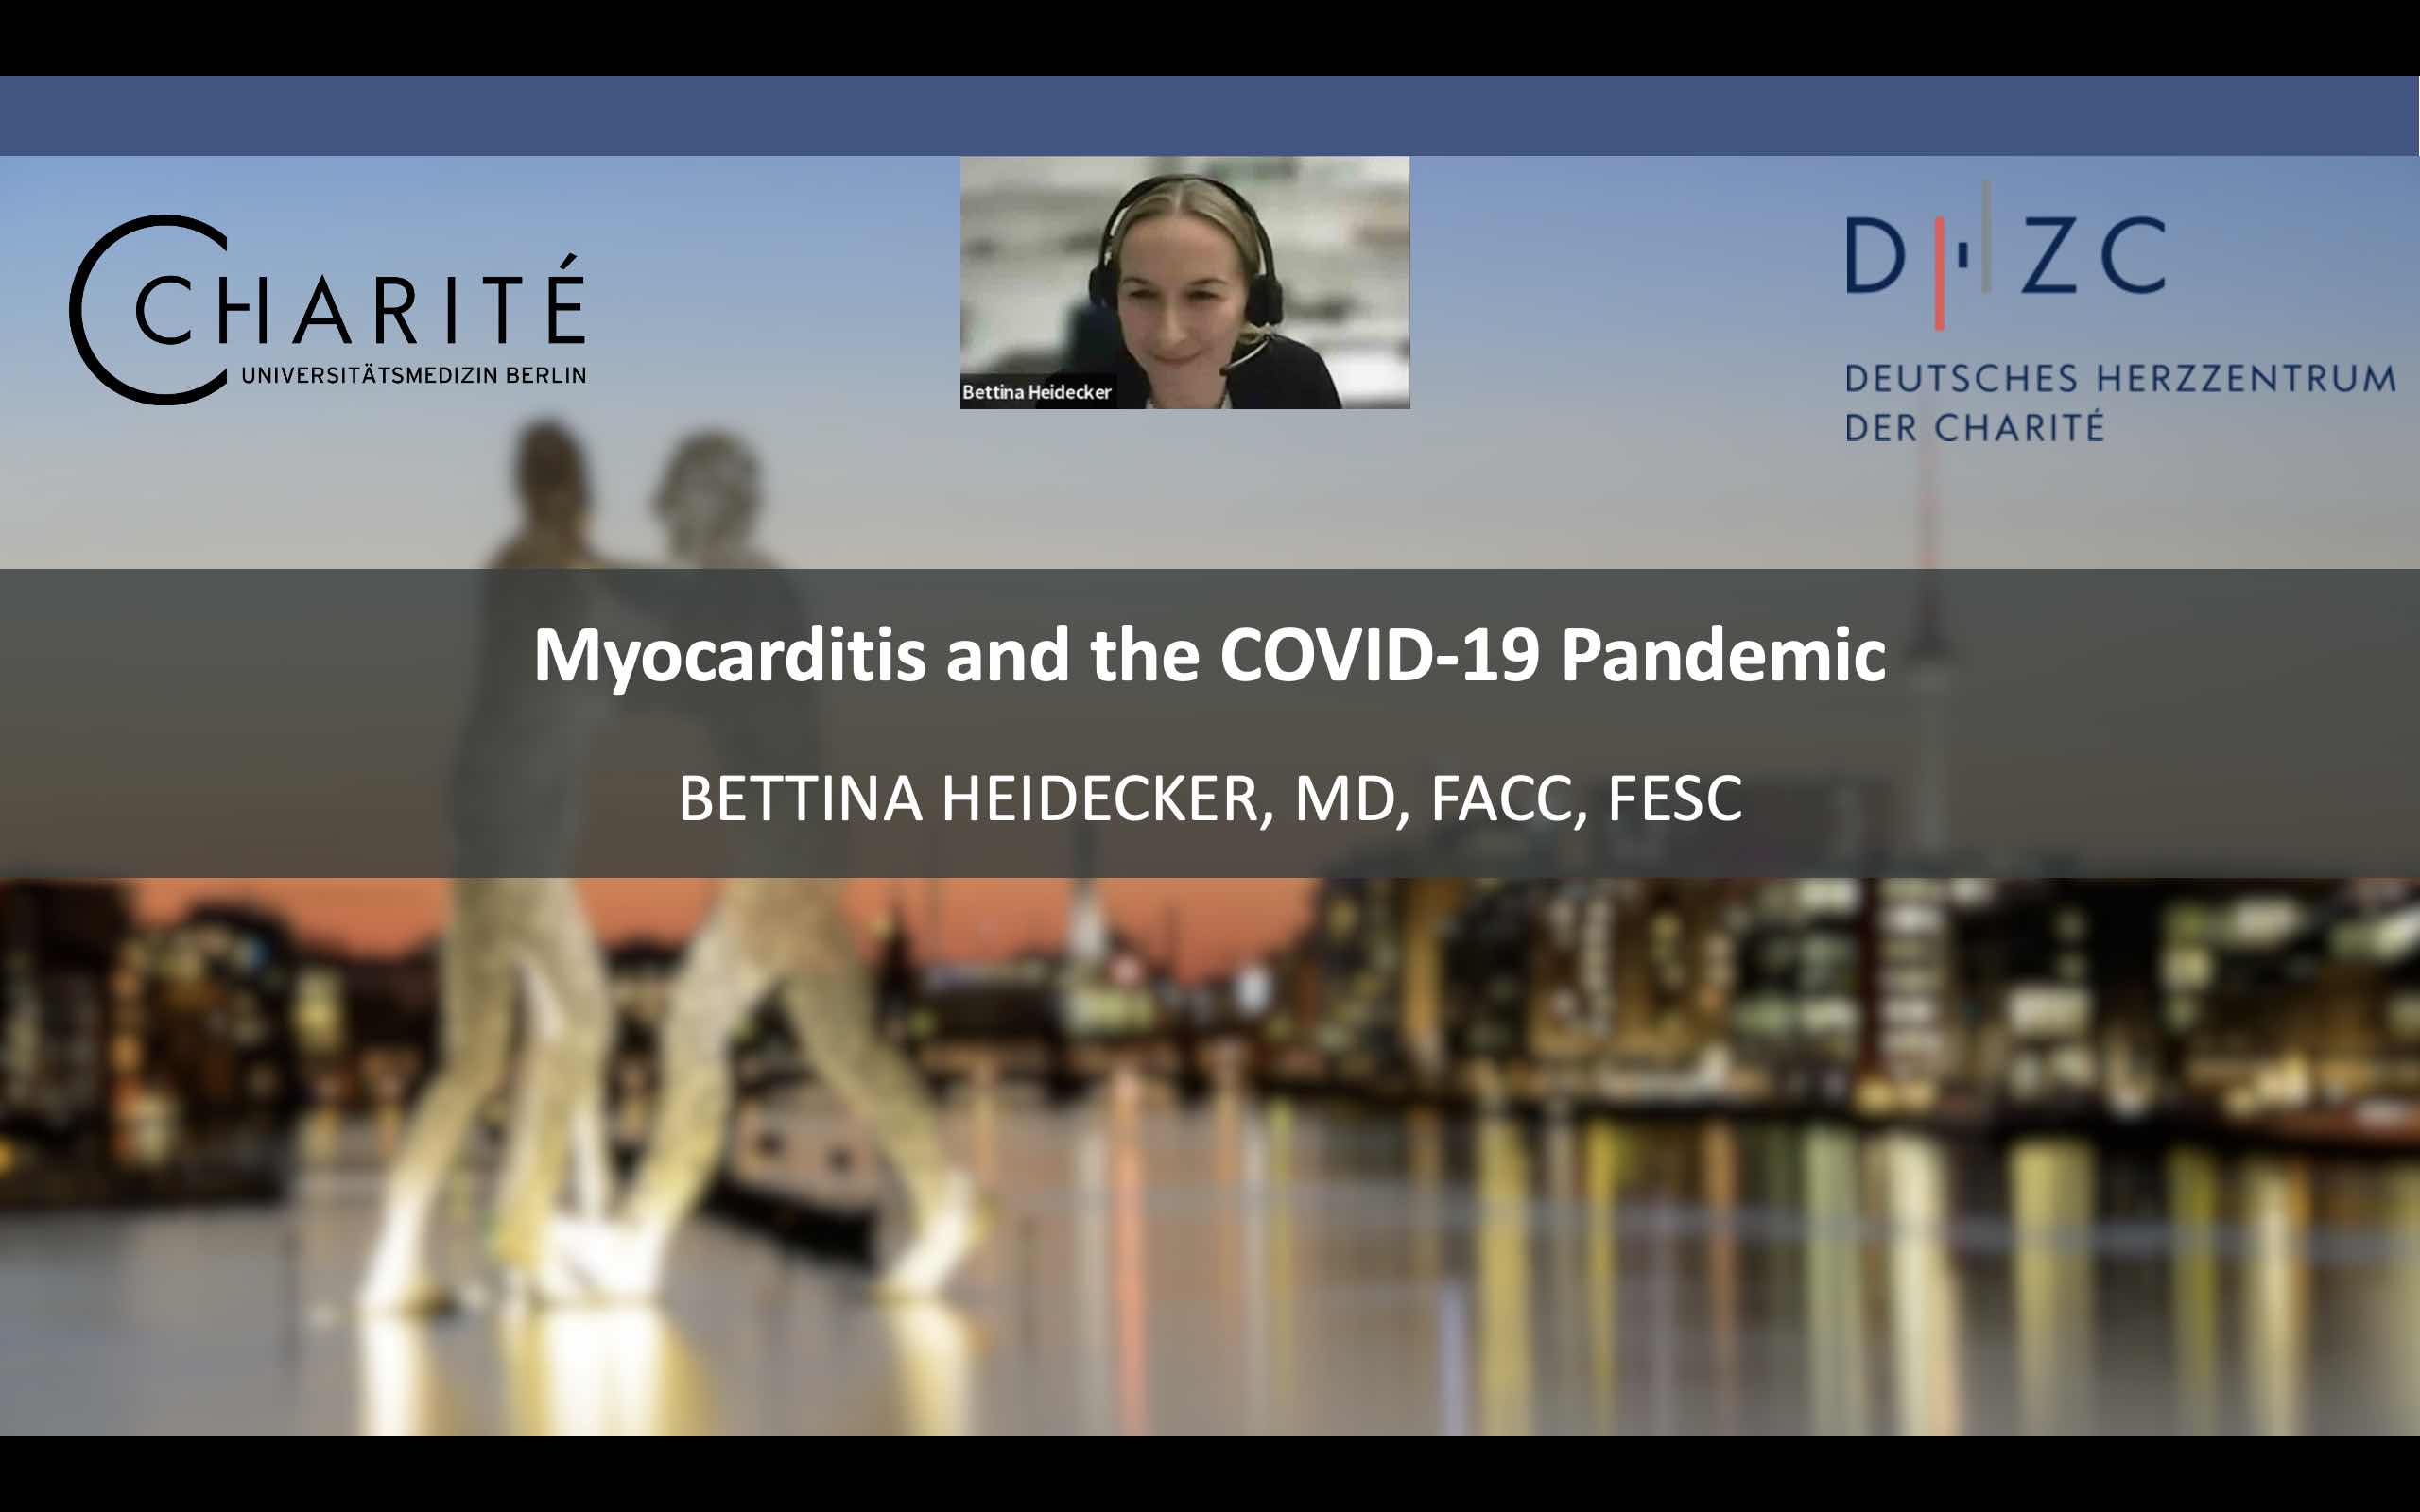 CHARITÉ
UNIVERSITÄTSMEDIZIN BERLIN
Bettina Heidecker
DHZC
DEUTSCHES HERZZENTRUM
DER CHARITÉ
Myocarditis and the COVID-19 Pandemic
BETTINA HEIDECKER, MD, FACC, FESC